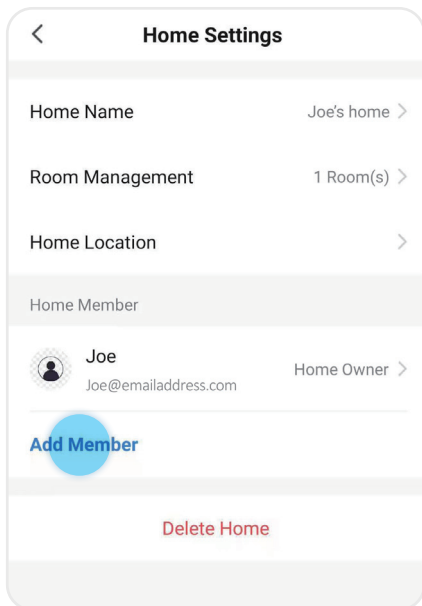 Home Settings
Home Name Joe's home
Room Management 1 Room(s)
Home Location
Home Member
Joe
Joe@emailaddress.com
Home Owner
Add Member
Delete Home